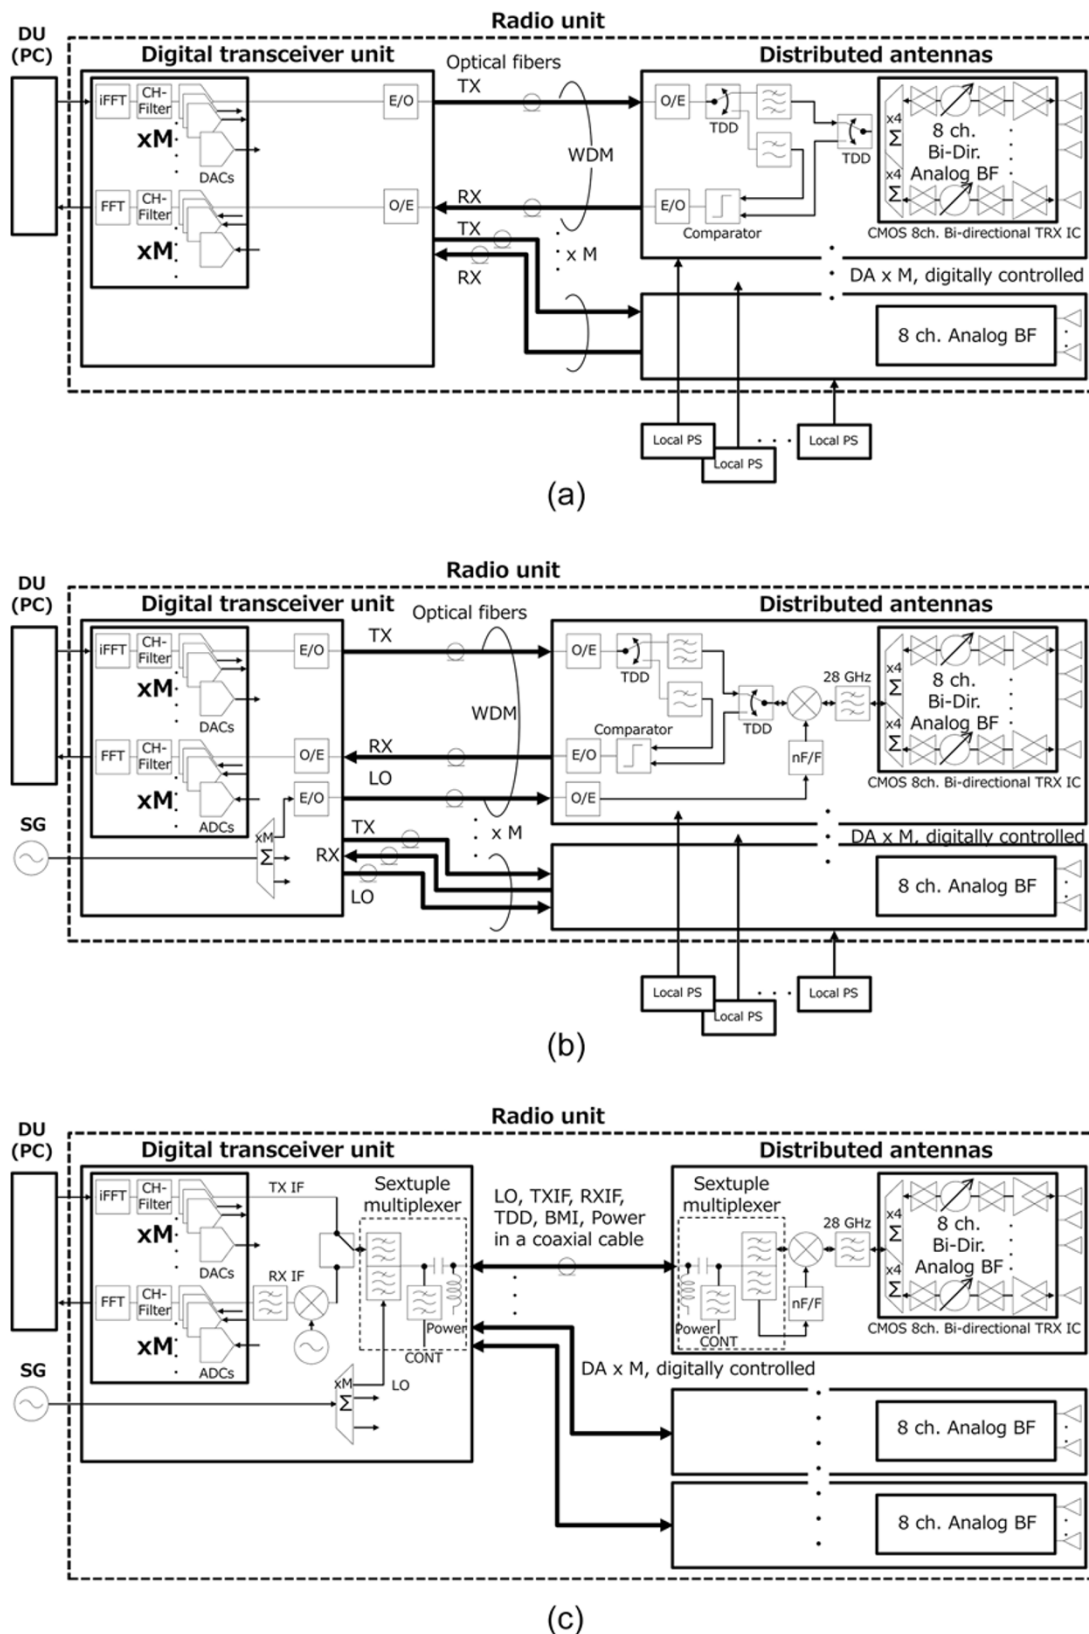 Radio unit
DU
(PC)
Digital transceiver unit
Optical fibers
Distributed antennas
iFFT
CH-
Filter
xM
DACs
E/O
TX
WDM
O/E
TDD
TDD
x4
Σ
Σ
x4
8 ch.
Bi-Dir.
Analog BF
FFT
CH-
Filter
xM
O/E
RX
E/O
Comparator
CMOS 8ch. Bi-directional TRX IC
TX
RX
x M
DA x M, digitally controlled
8 ch. Analog BF
Local PS
Local PS
Local PS
(a)
Radio unit
DU
(PC)
Digital transceiver unit
Optical fibers
Distributed antennas
iFFT
CH-
Filter
xM
DACs
E/O
TX
WDM
O/E
TDD
TDD
28 GHz
x4
Σ
Σ
x4
8 ch.
Bi-Dir.
Analog BF
FFT
CH-
Filter
xM
ADCs
O/E
RX
LO
E/O
Comparator
E/O
O/E
nF/F
CMOS 8ch. Bi-directional TRX IC
SG
xM
Σ
TX
RX
LO
x M
DA x M, digitally controlled
8 ch. Analog BF
Local PS
Local PS
Local PS
(b)
Radio unit
DU
(PC)
Digital transceiver unit
Distributed antennas
iFFT
CH-
Filter
xM
DACs
TX IF
Sextuple
multiplexer
LO, TXIF, RXIF,
TDD, BMI, Power
in a coaxial cable
Sextuple
multiplexer
28 GHz
x4
Σ
Σ
x4
8 ch.
Bi-Dir.
Analog BF
FFT
CH-
Filter
xM
ADCs
RX IF
Power
CONT
Power
CONT
nF/F
CMOS 8ch. Bi-directional TRX IC
SG
xM
Σ
LO
DA x M, digitally controlled
8 ch. Analog BF
8 ch. Analog BF
(c)